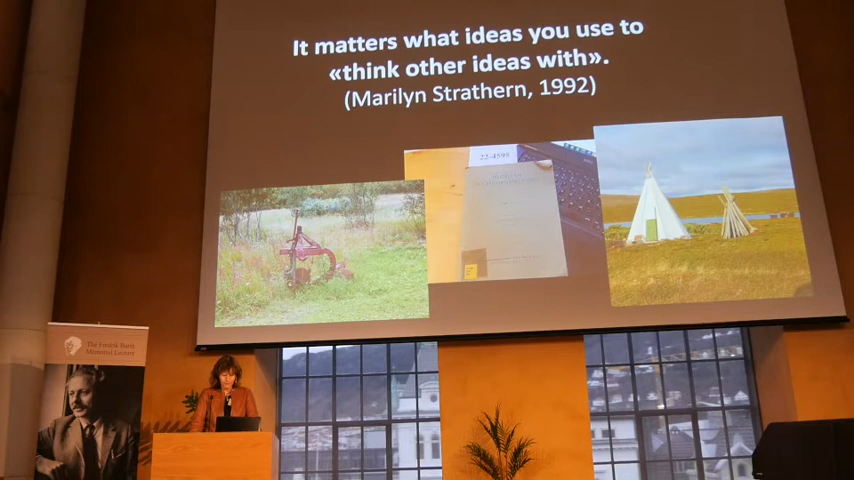 It matters what ideas you use to
«think other ideas with».
(Marilyn Strathern, 1992)
22-4595
The Fredrik Barth
Memorial Lecture